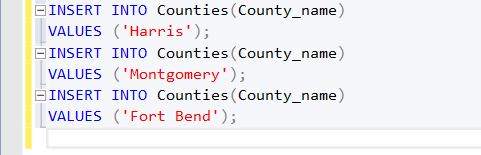 INSERT INTO Counties(County_name)
VALUES ('Harris');
INSERT INTO Counties(County_name)
VALUES ('Montgomery');
INSERT INTO Counties(County_name)
VALUES ('Fort Bend');